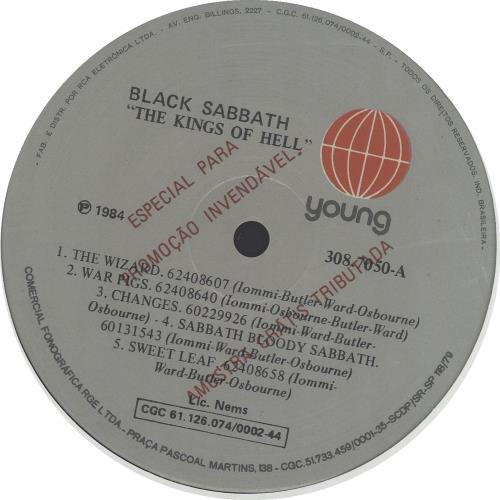 FAB. E DISTR. POR RCA ELETRÔNICA LTDA. - AV. ENG. BILLINGS, 2227 - C.G.C. 61.126.074/0002-44 - S.P. - TODOS OS DIREITOS RESERVADOS. IND. BRASILEIRA -
BLACK SABBATH
"THE KINGS OF HELL"
ESPECIAL PARA
PROMOÇÃO INVENDÁVEL.
AMOSTRA GRÁTIS TRIBUTADA
young
℗ 1984
308.7050-A
1. THE WIZARD. 62408607 (Iommi-Butler-Ward-Osbourne)
2. WAR PIGS. 62408640 (Iommi-Osbourne-Butler-Ward)
3. CHANGES. 60229926 (Iommi-Ward-Butler-
Osbourne) - 4. SABBATH BLOODY SABBATH.
60131543 (Iommi-Ward-Butler-Osbourne)
5. SWEET LEAF. 62408658 (Iommi-
Ward-Butler-Osbourne)
Lic. Nems
CGC 61.126.074/0002-44
COMERCIAL FONOGRÁFICA RGE LTDA. - PRAÇA PASCOAL MARTINS, 138 - CGC. 51.733.459/0001-35 - SCDP/SR-SP 118/79